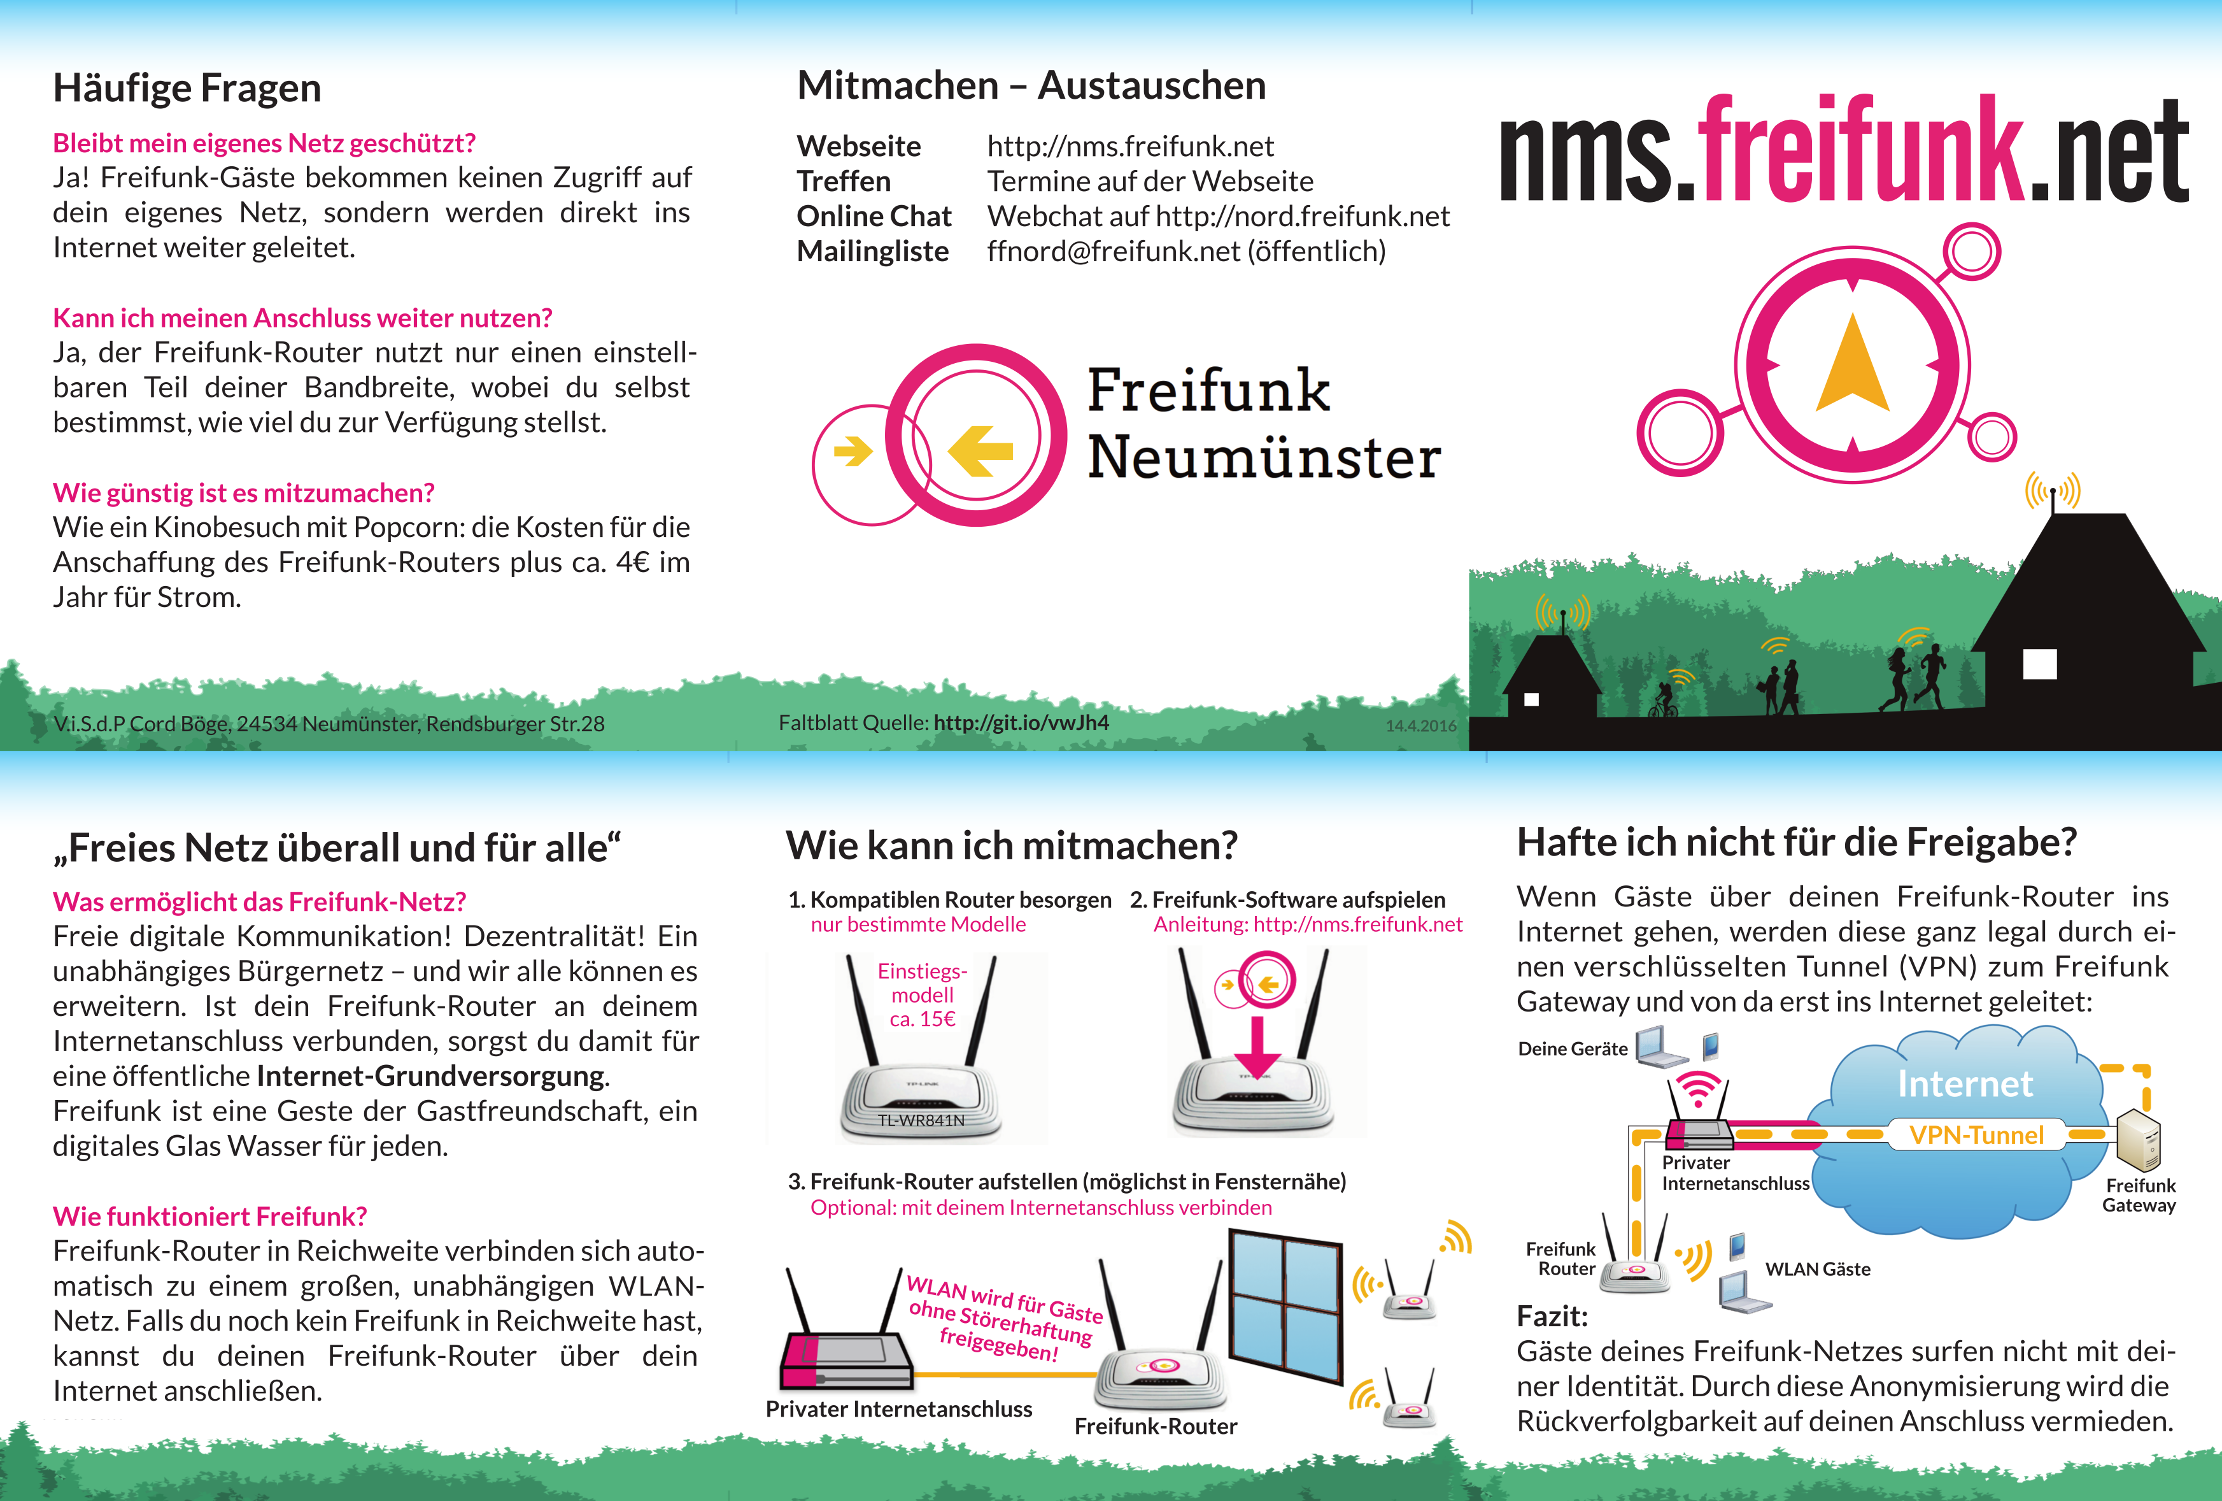 Häufige Fragen
Bleibt mein eigenes Netz geschützt?
Ja! Freifunk-Gäste bekommen keinen Zugriff auf
dein eigenes Netz, sondern werden direkt ins
Internet weiter geleitet.
Kann ich meinen Anschluss weiter nutzen?
Ja, der Freifunk-Router nutzt nur einen einstell-
baren Teil deiner Bandbreite, wobei du selbst
bestimmst, wie viel du zur Verfügung stellst.
Wie günstig ist es mitzumachen?
Wie ein Kinobesuch mit Popcorn: die Kosten für die
Anschaffung des Freifunk-Routers plus ca. 4€ im
Jahr für Strom.
V.i.S.d.P Cord Böge, 24534 Neumünster, Rendsburger Str.28
Mitmachen – Austauschen
Webseite http://nms.freifunk.net
Treffen Termine auf der Webseite
Online Chat Webchat auf http://nord.freifunk.net
Mailingliste ffnord@freifunk.net (öffentlich)
Freifunk
Neumünster
Faltblatt Quelle: http://git.io/vwJh4
14.4.2016
nms.freifunk.net
„Freies Netz überall und für alle“
Was ermöglicht das Freifunk-Netz?
Freie digitale Kommunikation! Dezentralität! Ein
unabhängiges Bürgernetz – und wir alle können es
erweitern. Ist dein Freifunk-Router an deinem
Internetanschluss verbunden, sorgst du damit für
eine öffentliche Internet-Grundversorgung.
Freifunk ist eine Geste der Gastfreundschaft, ein
digitales Glas Wasser für jeden.
Wie funktioniert Freifunk?
Freifunk-Router in Reichweite verbinden sich auto-
matisch zu einem großen, unabhängigen WLAN-
Netz. Falls du noch kein Freifunk in Reichweite hast,
kannst du deinen Freifunk-Router über dein
Internet anschließen.
Wie kann ich mitmachen?
1. Kompatiblen Router besorgen
nur bestimmte Modelle
Einstiegs-
modell
ca. 15€
TP-LINK
TL-WR841N
2. Freifunk-Software aufspielen
Anleitung: http://nms.freifunk.net
3. Freifunk-Router aufstellen (möglichst in Fensternähe)
Optional: mit deinem Internetanschluss verbinden
WLAN wird für Gäste
ohne Störerhaftung
freigegeben!
Privater Internetanschluss
Freifunk-Router
Hafte ich nicht für die Freigabe?
Wenn Gäste über deinen Freifunk-Router ins
Internet gehen, werden diese ganz legal durch ei-
nen verschlüsselten Tunnel (VPN) zum Freifunk
Gateway und von da erst ins Internet geleitet:
Deine Geräte
Internet
VPN-Tunnel
Privater
Internetanschluss
Freifunk
Gateway
Freifunk
Router
WLAN Gäste
Fazit:
Gäste deines Freifunk-Netzes surfen nicht mit dei-
ner Identität. Durch diese Anonymisierung wird die
Rückverfolgbarkeit auf deinen Anschluss vermieden.